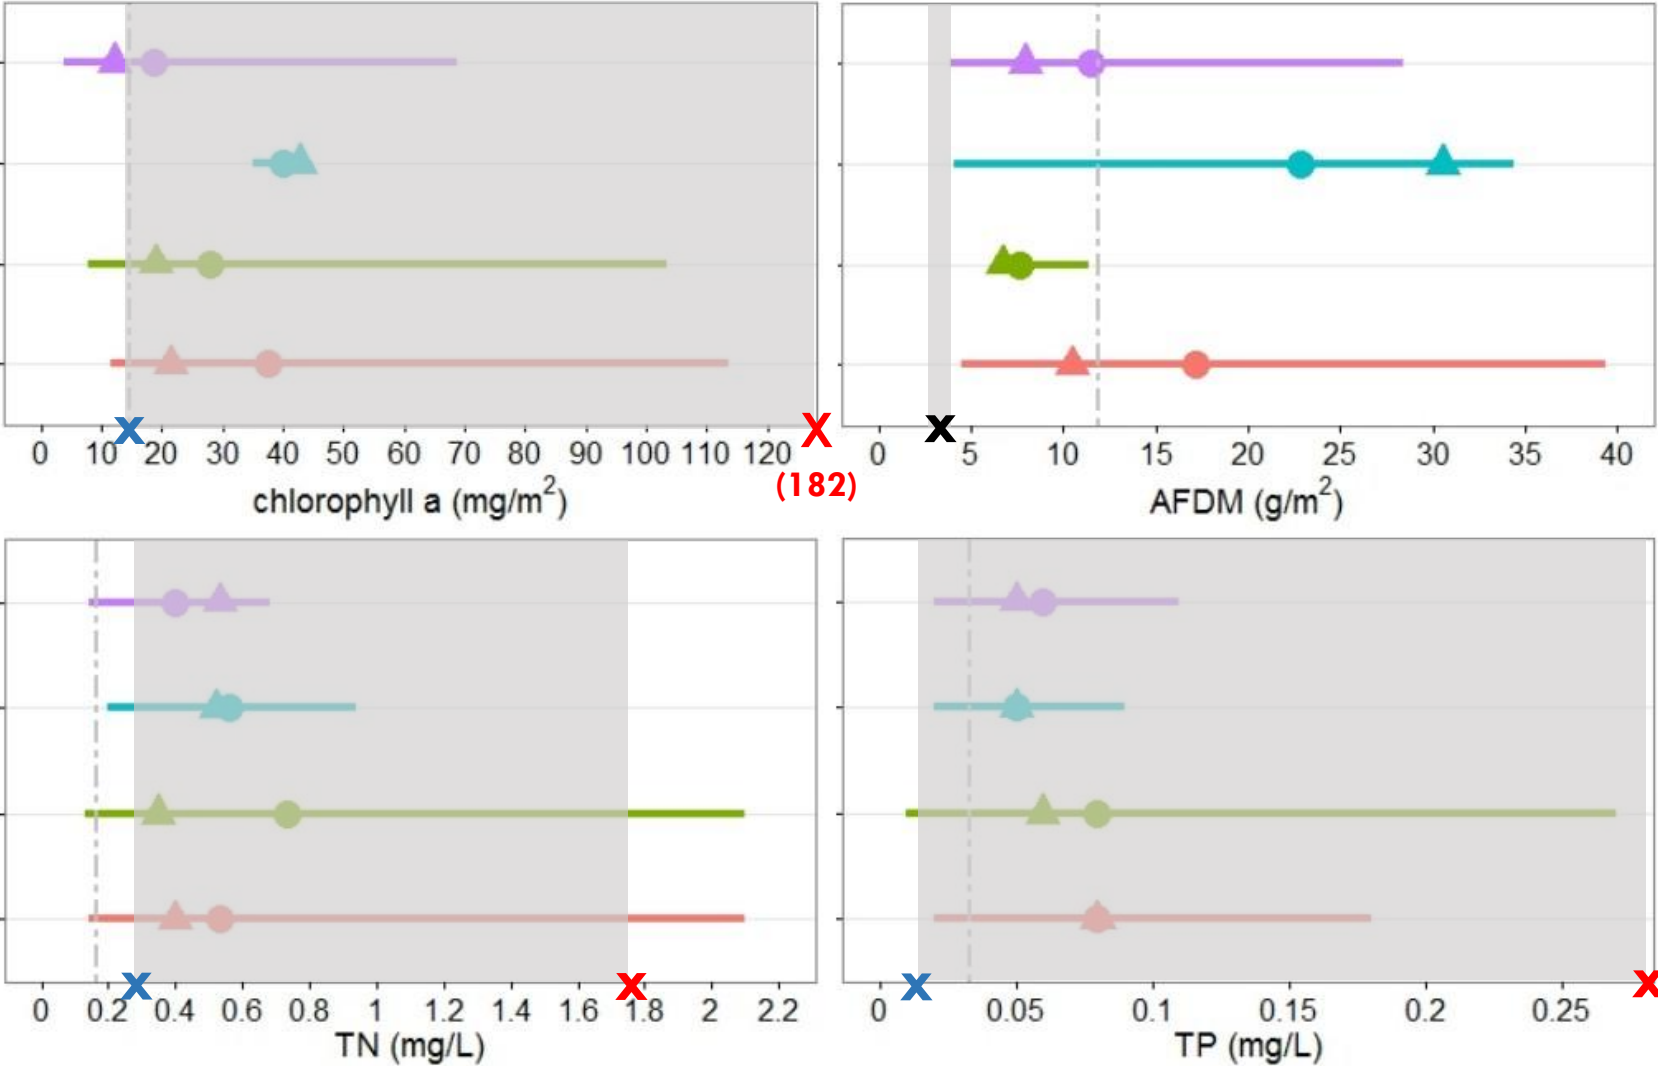 0 10 20 30 40 50 60 70 80 90 100 110 120
chlorophyll a (mg/m²)
(182)
0 5 10 15 20 25 30 35 40
AFDM (g/m²)
0 0.2 0.4 0.6 0.8 1 1.2 1.4 1.6 1.8 2 2.2
TN (mg/L)
0 0.05 0.1 0.15 0.2 0.25
TP (mg/L)